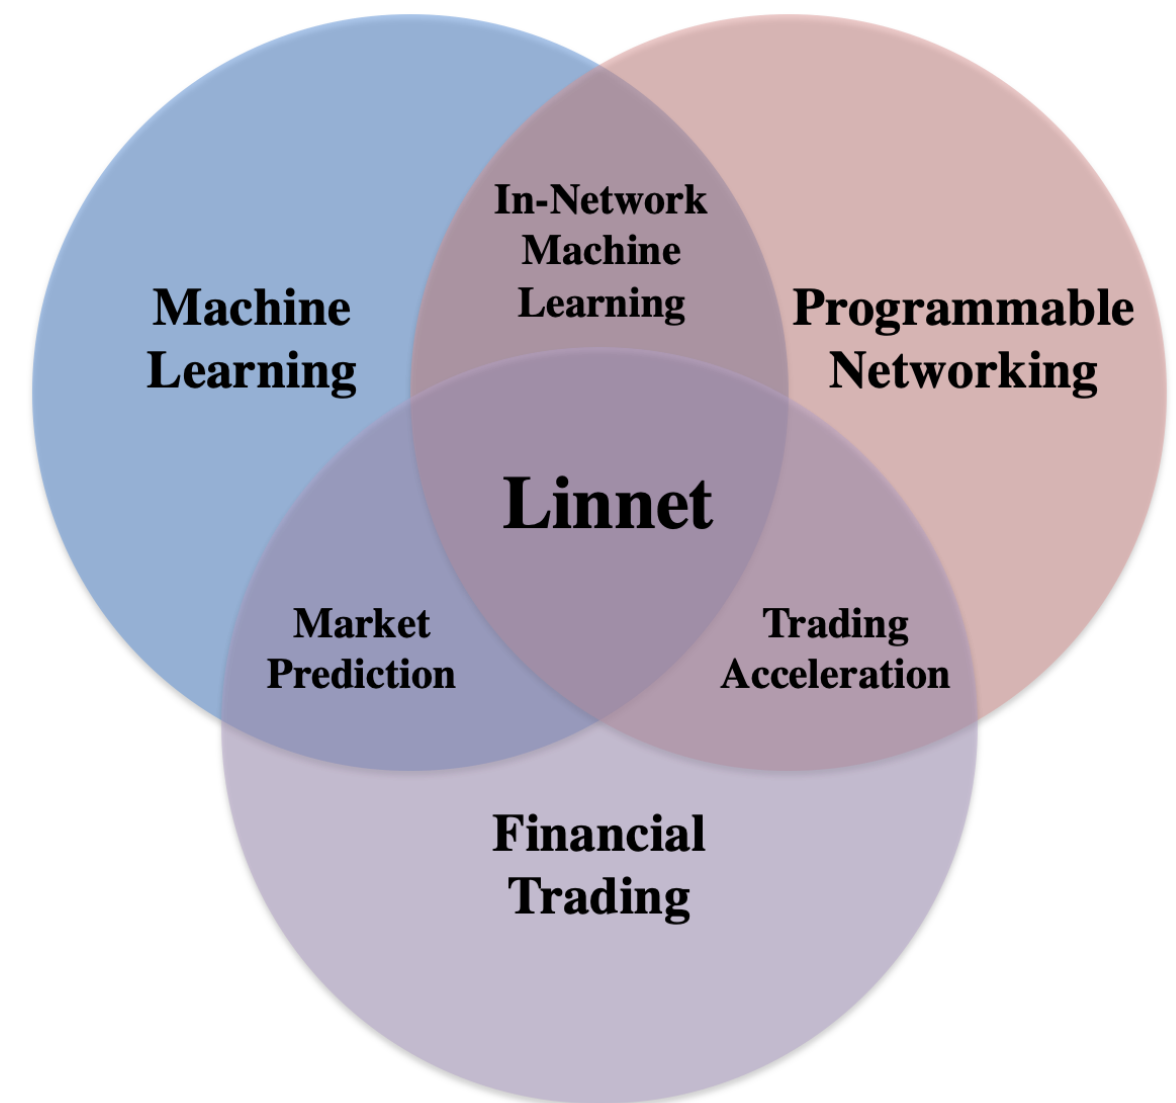 In-Network
Machine
Learning
Machine
Learning
Programmable
Networking
Linnet
Market
Prediction
Trading
Acceleration
Financial
Trading